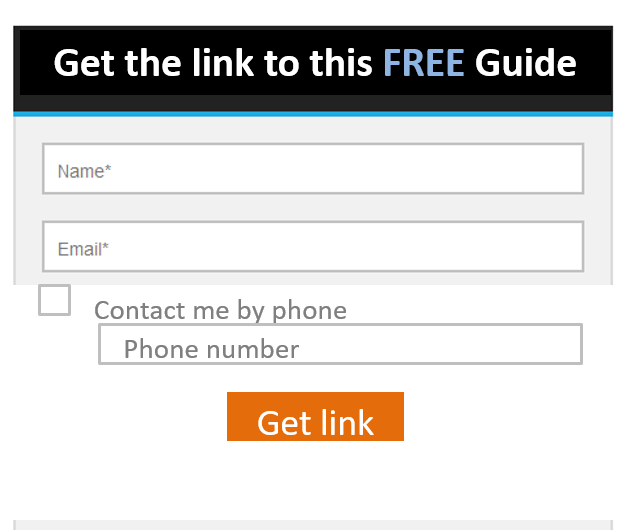 Get the link to this FREE Guide
Name*
Email*
Contact me by phone
Phone number
Get link